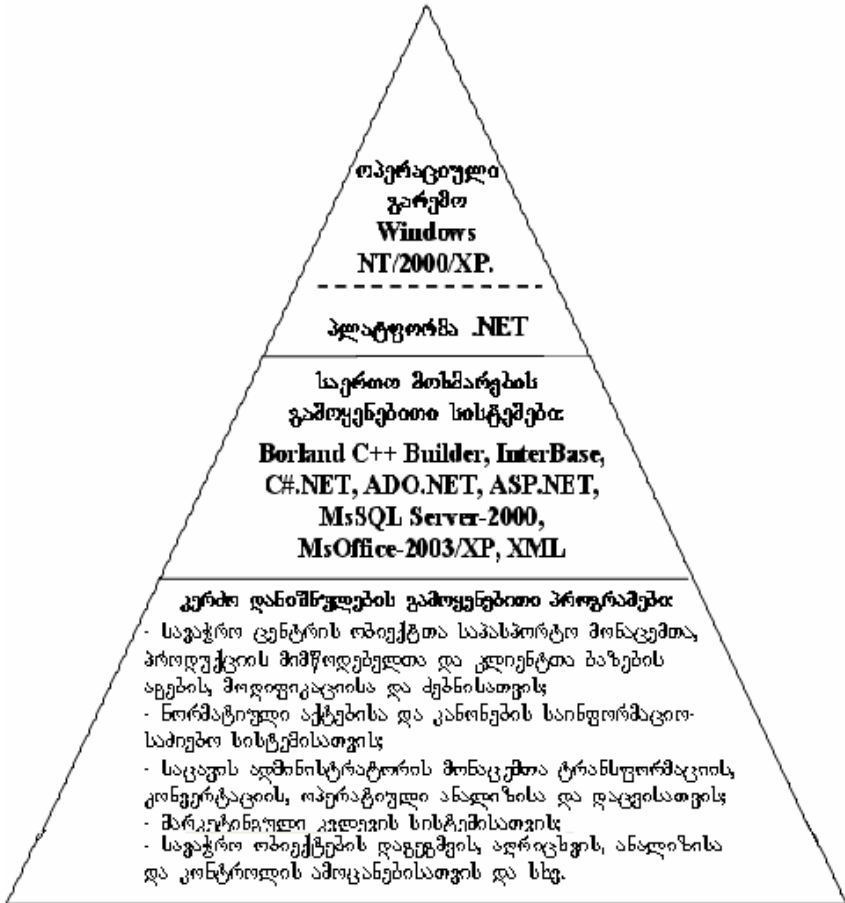 ოპერაციული
გარემო
Windows
NT/2000/XP.
პლატფორმა .NET
საერთო მოხმარების
გამოყენებითი სისტემები:
Borland C++ Builder, InterBase,
C#.NET, ADO.NET, ASP.NET,
MsSQL Server-2000,
MsOffice-2003/XP, XML
კერძო დანიშნულების გამოყენებითი პროგრამები:
- სავაჭრო ცენტრის ობიექტთა საპასპორტო მონაცემთა,
პროდუქციის მიმწოდებელთა და კლიენტთა ბაზების
აგების, მოდიფიკაციისა და ძებნისათვის;
- ნორმატიული აქტებისა და კანონების საინფორმაციო-
საძიებო სისტემისათვის;
- საცავის ადმინისტრატორის მონაცემთა ტრანსფორმაციის,
კონვერტაციის, ოპერატიული ანალიზისა და დაცვისათვის;
- მარკეტინგული კვლევის სისტემისათვის;
- სავაჭრო ობიექტების დაგეგმვის, აღრიცხვის, ანალიზისა
და კონტროლის ამოცანებისათვის და სხვ.